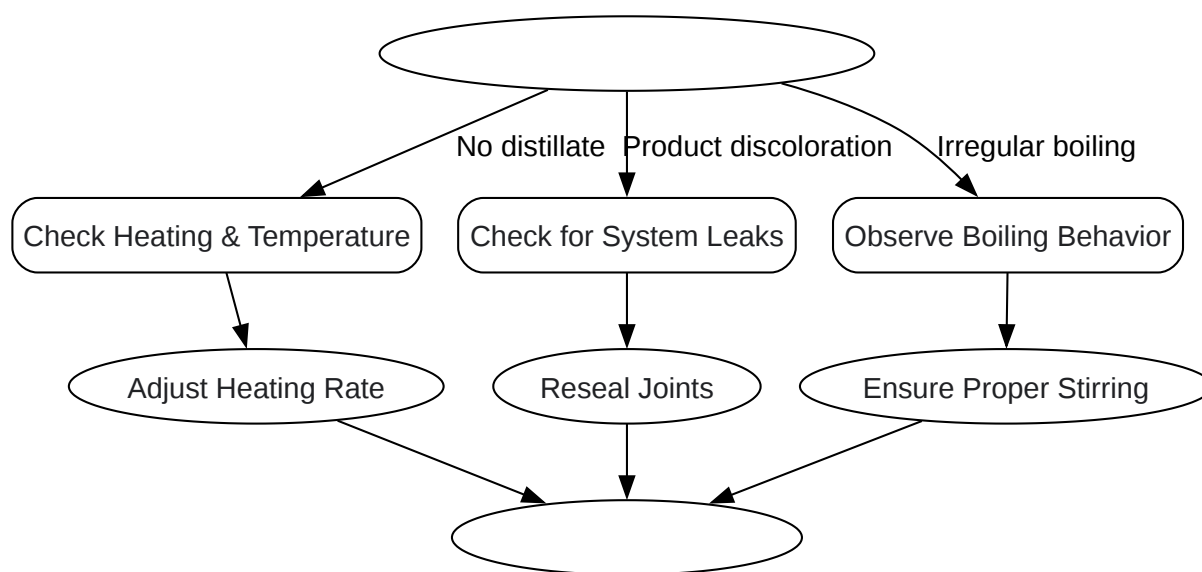 No distillate
Product discoloration
Irregular boiling
Check Heating & Temperature
Check for System Leaks
Observe Boiling Behavior
Adjust Heating Rate
Reseal Joints
Ensure Proper Stirring